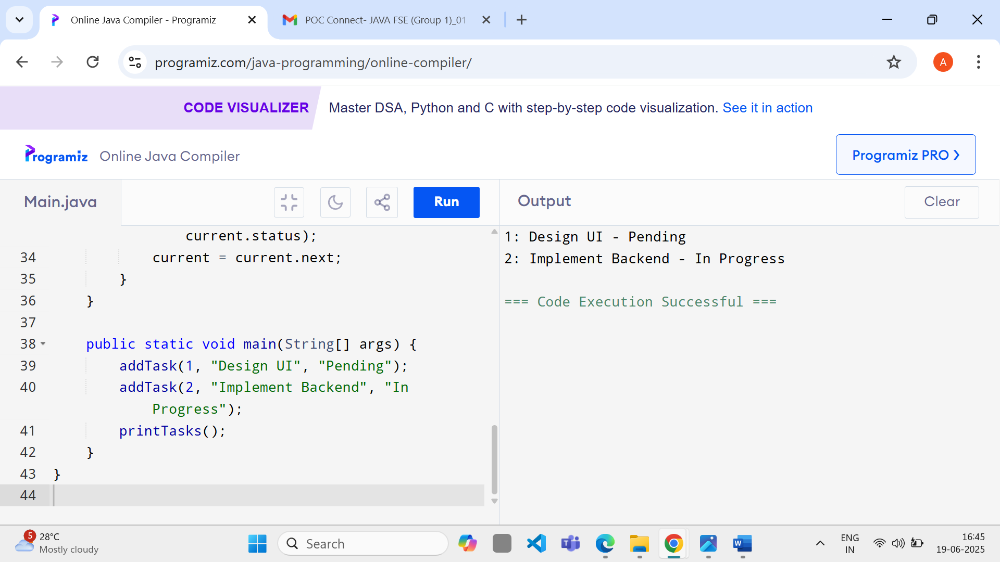 Online Java Compiler - Programiz
POC Connect- JAVA FSE (Group 1)_01
programiz.com/java-programming/online-compiler/
A
CODE VISUALIZER
Master DSA, Python and C with step-by-step code visualization. See it in action
Programiz
Online Java Compiler
Programiz PRO ❯
Main.java
Run
Output
Clear
current.status);
34 current = current.next;
35 }
36 }
37
38 public static void main(String[] args) {
39 addTask(1, "Design UI", "Pending");
40 addTask(2, "Implement Backend", "In
Progress");
41 printTasks();
42 }
43 }
44
1: Design UI - Pending
2: Implement Backend - In Progress
=== Code Execution Successful ===
5
28°C
Mostly cloudy
Search
ENG
IN
16:45
19-06-2025